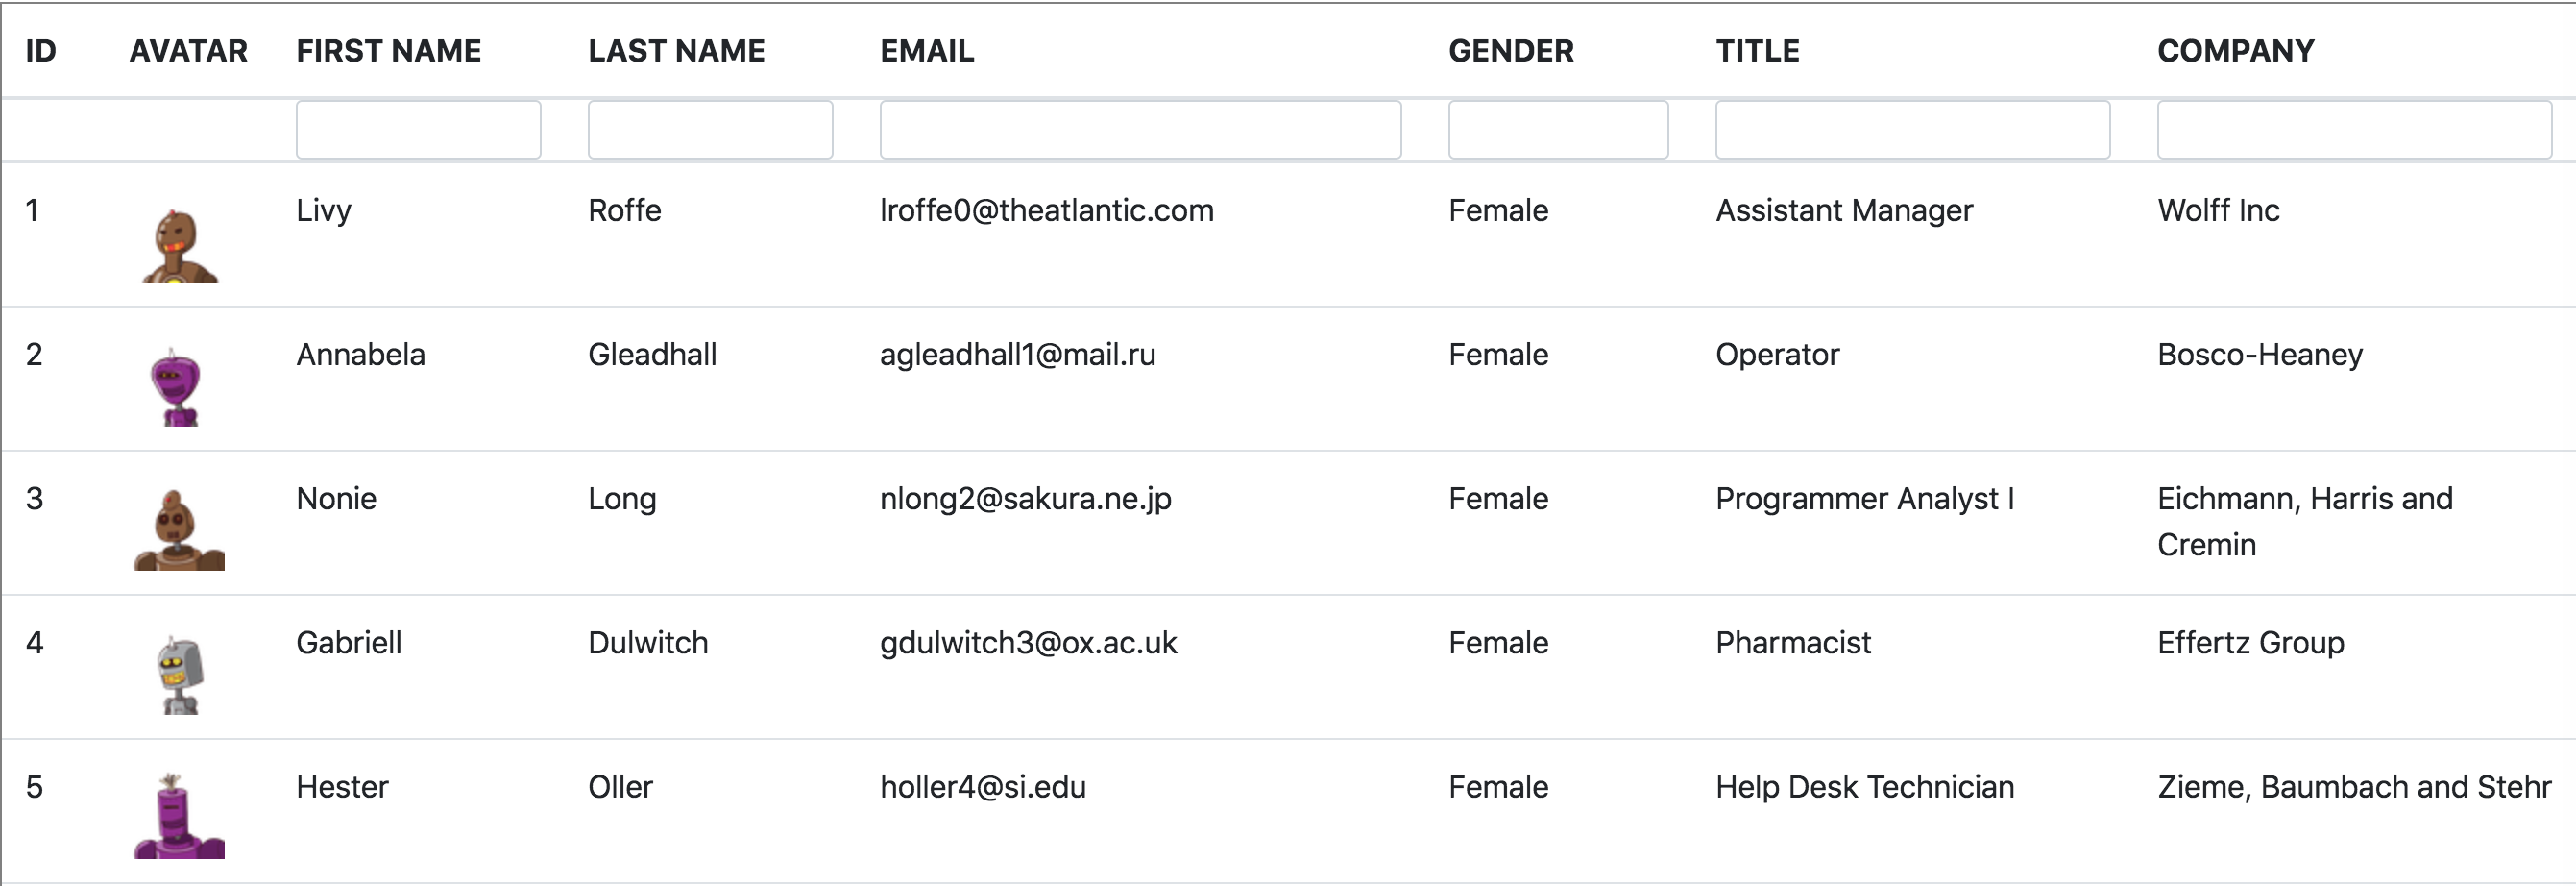 ID AVATAR FIRST NAME LAST NAME EMAIL GENDER TITLE COMPANY
1 Livy Roffe lroffe0@theatlantic.com Female Assistant Manager Wolff Inc
2 Annabela Gleadhall agleadhall1@mail.ru Female Operator Bosco-Heaney
3 Nonie Long nlong2@sakura.ne.jp Female Programmer Analyst I Eichmann, Harris and
Cremin
4 Gabriell Dulwitch gdulwitch3@ox.ac.uk Female Pharmacist Effertz Group
5 Hester Oller holler4@si.edu Female Help Desk Technician Zieme, Baumbach and Stehr